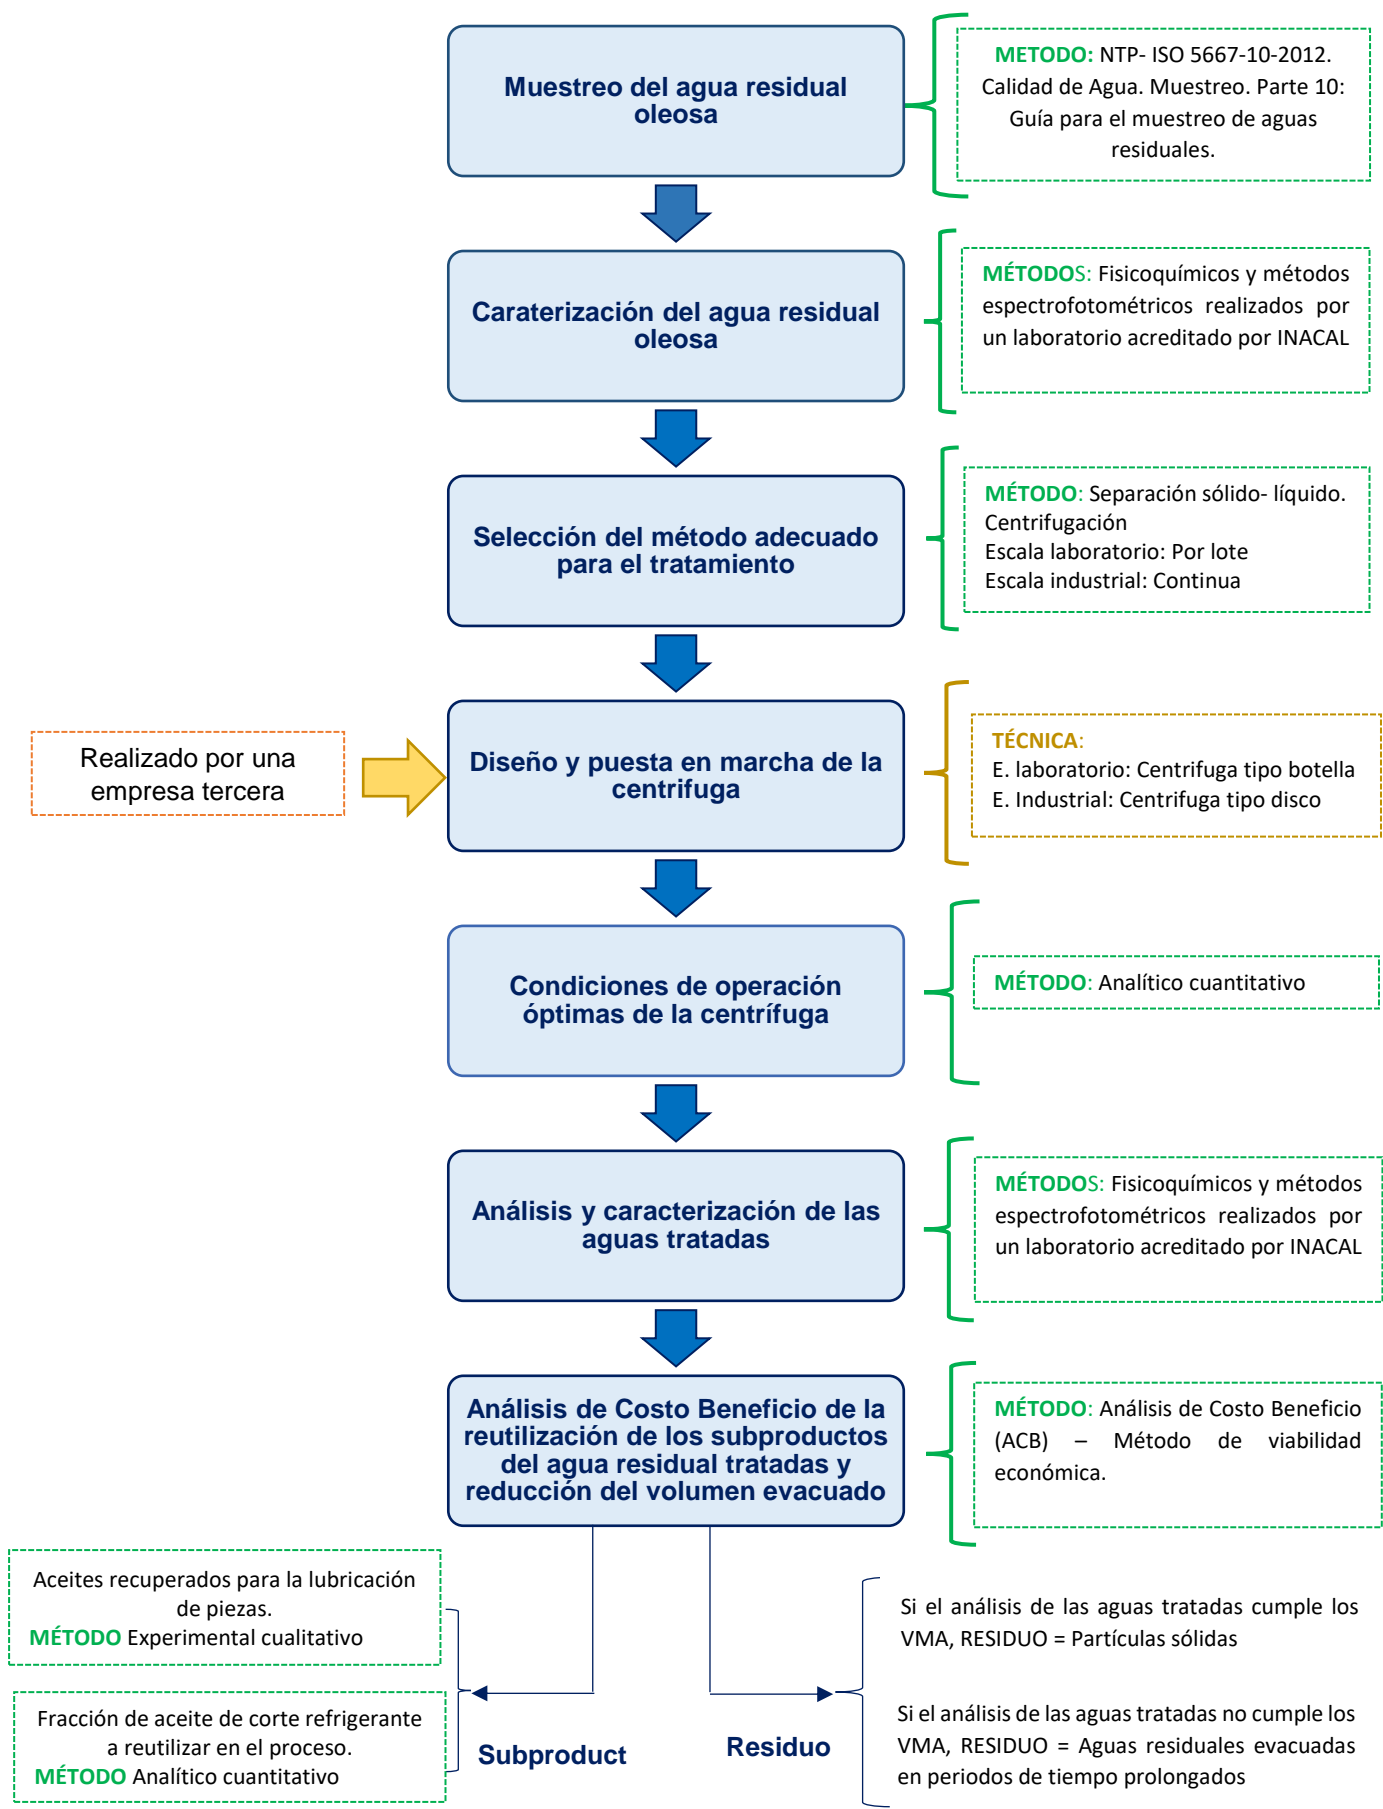 Muestreo del agua residual
oleosa
METODO: NTP- ISO 5667-10-2012.
Calidad de Agua. Muestreo. Parte 10:
Guía para el muestreo de aguas
residuales.
Caraterización del agua residual
oleosa
MÉTODOS: Fisicoquímicos y métodos
espectrofotométricos realizados por
un laboratorio acreditado por INACAL
Selección del método adecuado
para el tratamiento
MÉTODO: Separación sólido- líquido.
Centrifugación
Escala laboratorio: Por lote
Escala industrial: Continua
Realizado por una
empresa tercera
Diseño y puesta en marcha de la
centrifuga
TÉCNICA:
E. laboratorio: Centrifuga tipo botella
E. Industrial: Centrifuga tipo disco
Condiciones de operación
óptimas de la centrífuga
MÉTODO: Analítico cuantitativo
Análisis y caracterización de las
aguas tratadas
MÉTODOS: Fisicoquímicos y métodos
espectrofotométricos realizados por
un laboratorio acreditado por INACAL
Análisis de Costo Beneficio de la
reutilización de los subproductos
del agua residual tratadas y
reducción del volumen evacuado
MÉTODO: Análisis de Costo Beneficio
(ACB) – Método de viabilidad
económica.
Aceites recuperados para la lubricación
de piezas.
MÉTODO Experimental cualitativo
Fracción de aceite de corte refrigerante
a reutilizar en el proceso.
MÉTODO Analítico cuantitativo
Subproduct
Residuo
Si el análisis de las aguas tratadas cumple los
VMA, RESIDUO = Partículas sólidas
Si el análisis de las aguas tratadas no cumple los
VMA, RESIDUO = Aguas residuales evacuadas
en periodos de tiempo prolongados